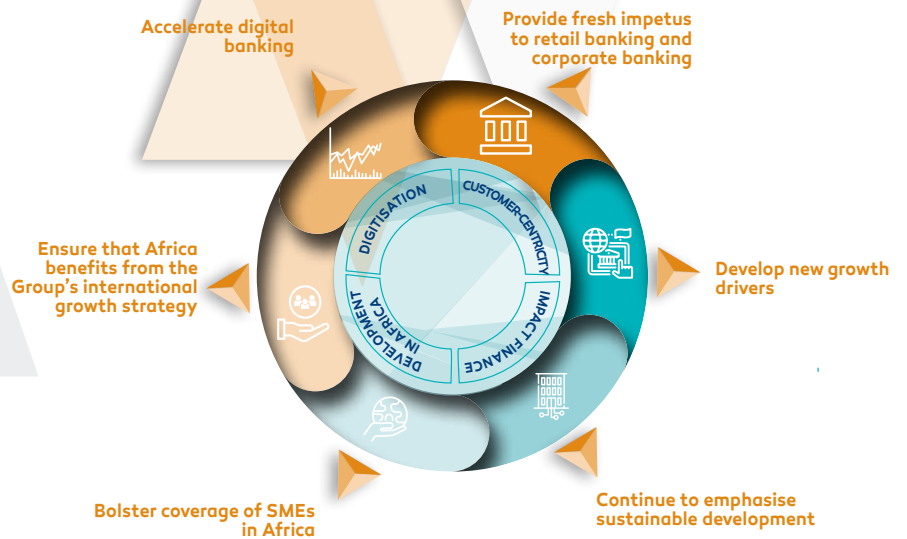 Accelerate digital
banking
Provide fresh impetus
to retail banking and
corporate banking
DIGITISATION
CUSTOMER-CENTRICITY
Ensure that Africa
benefits from the
Group's international
growth strategy
Develop new growth
drivers
DEVELOPMENT
IN AFRICA
IMPACT FINANCE
Bolster coverage of SMEs
in Africa
Continue to emphasise
sustainable development